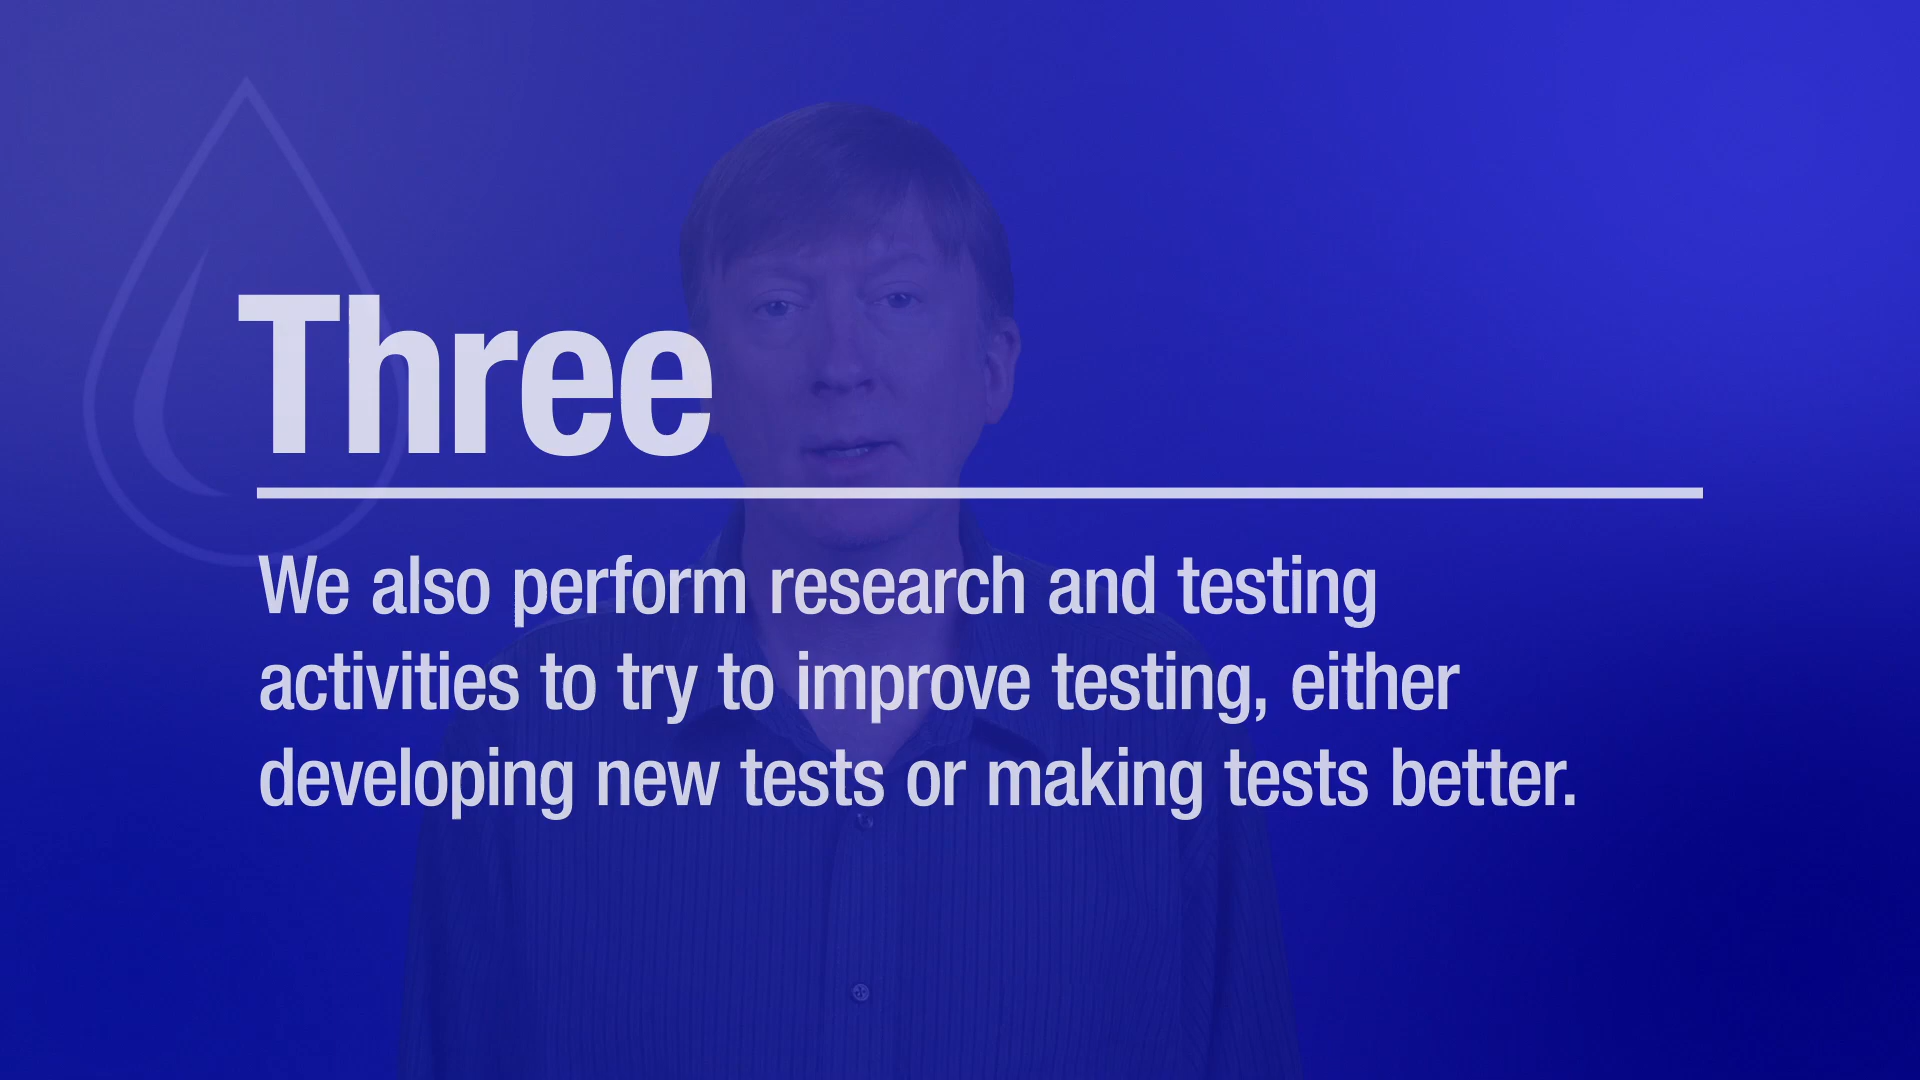 Three
We also perform research and testing
activities to try to improve testing, either
developing new tests or making tests better.